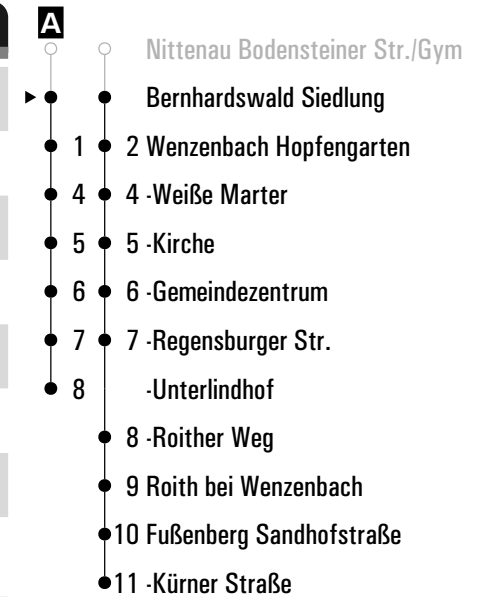 A
Nittenau Bodensteiner Str./Gym
Bernhardswald Siedlung
1 2 Wenzenbach Hopfengarten
4 4 -Weiße Marter
5 5 -Kirche
6 6 -Gemeindezentrum
7 7 -Regensburger Str.
8 -Unterlindhof
8 -Roither Weg
9 Roith bei Wenzenbach
10 Fußenberg Sandhofstraße
11 -Kürner Straße